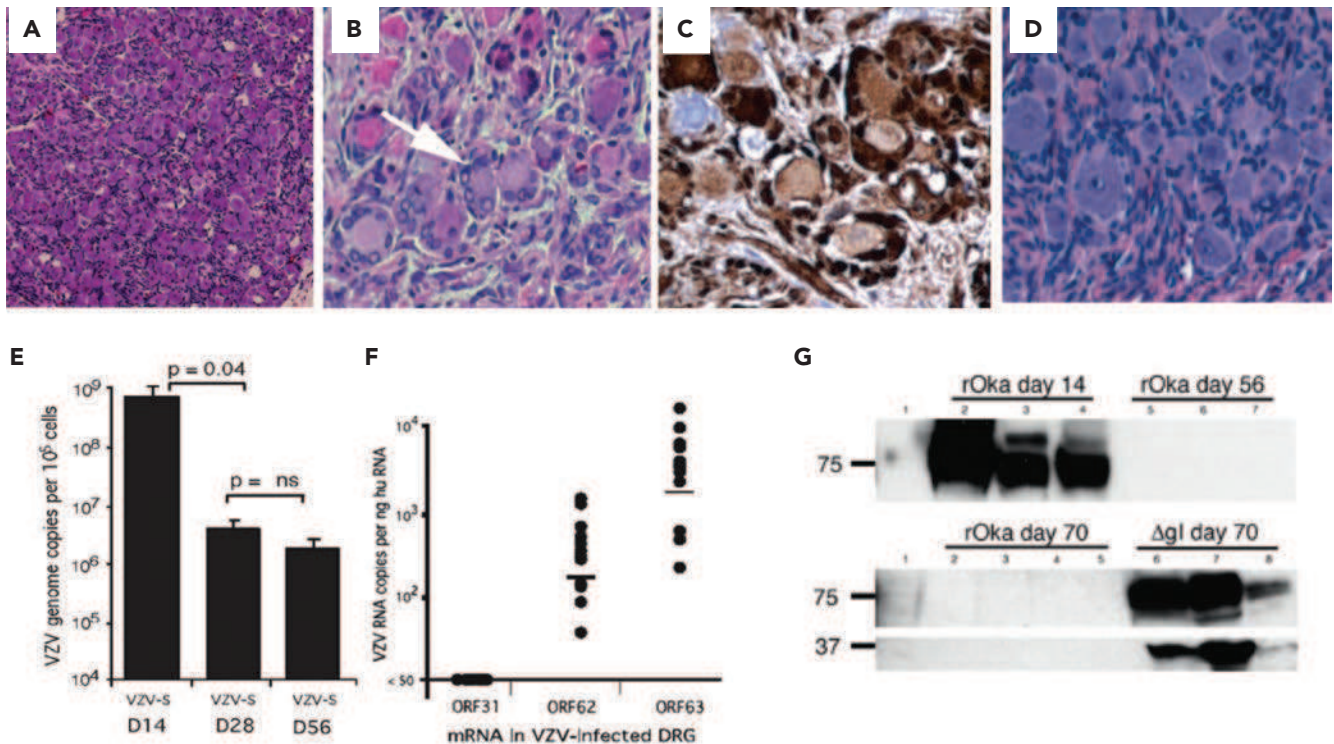 A
B
C
D
E
p = 0.04
p = ns
VZV genome copies per 10⁵ cells
10⁹
10⁸
10⁷
10⁶
10⁵
10⁴
VZV-S VZV-S VZV-S
D14 D28 D56
F
VZV RNA copies per ng hu RNA
10⁴
10³
10²
< 50
ORF31 ORF62 ORF63
mRNA In VZV-Infected DRG
G
rOka day 14 rOka day 56
1 2 3 4 5 6 7
75
rOka day 70 ΔgI day 70
1 2 3 4 5 6 7 8
75
37